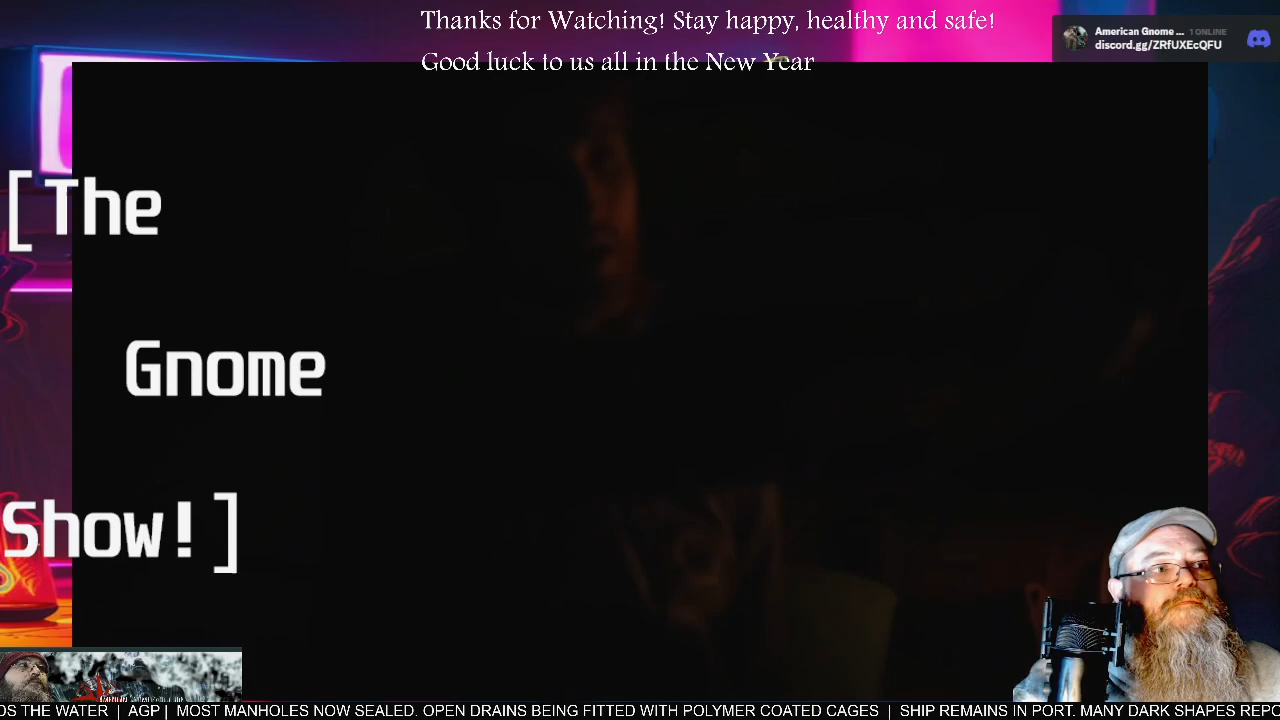 Thanks for Watching! Stay happy, healthy and safe!
Good luck to us all in the New Year
American Gnome ... 1 ONLINE
discord.gg/ZRfUXEcQFU
[The
Gnome
Show!]
OS THE WATER | AGP | MOST MANHOLES NOW SEALED. OPEN DRAINS BEING FITTED WITH POLYMER COATED CAGES | SHIP REMAINS IN PORT. MANY DARK SHAPES REPO